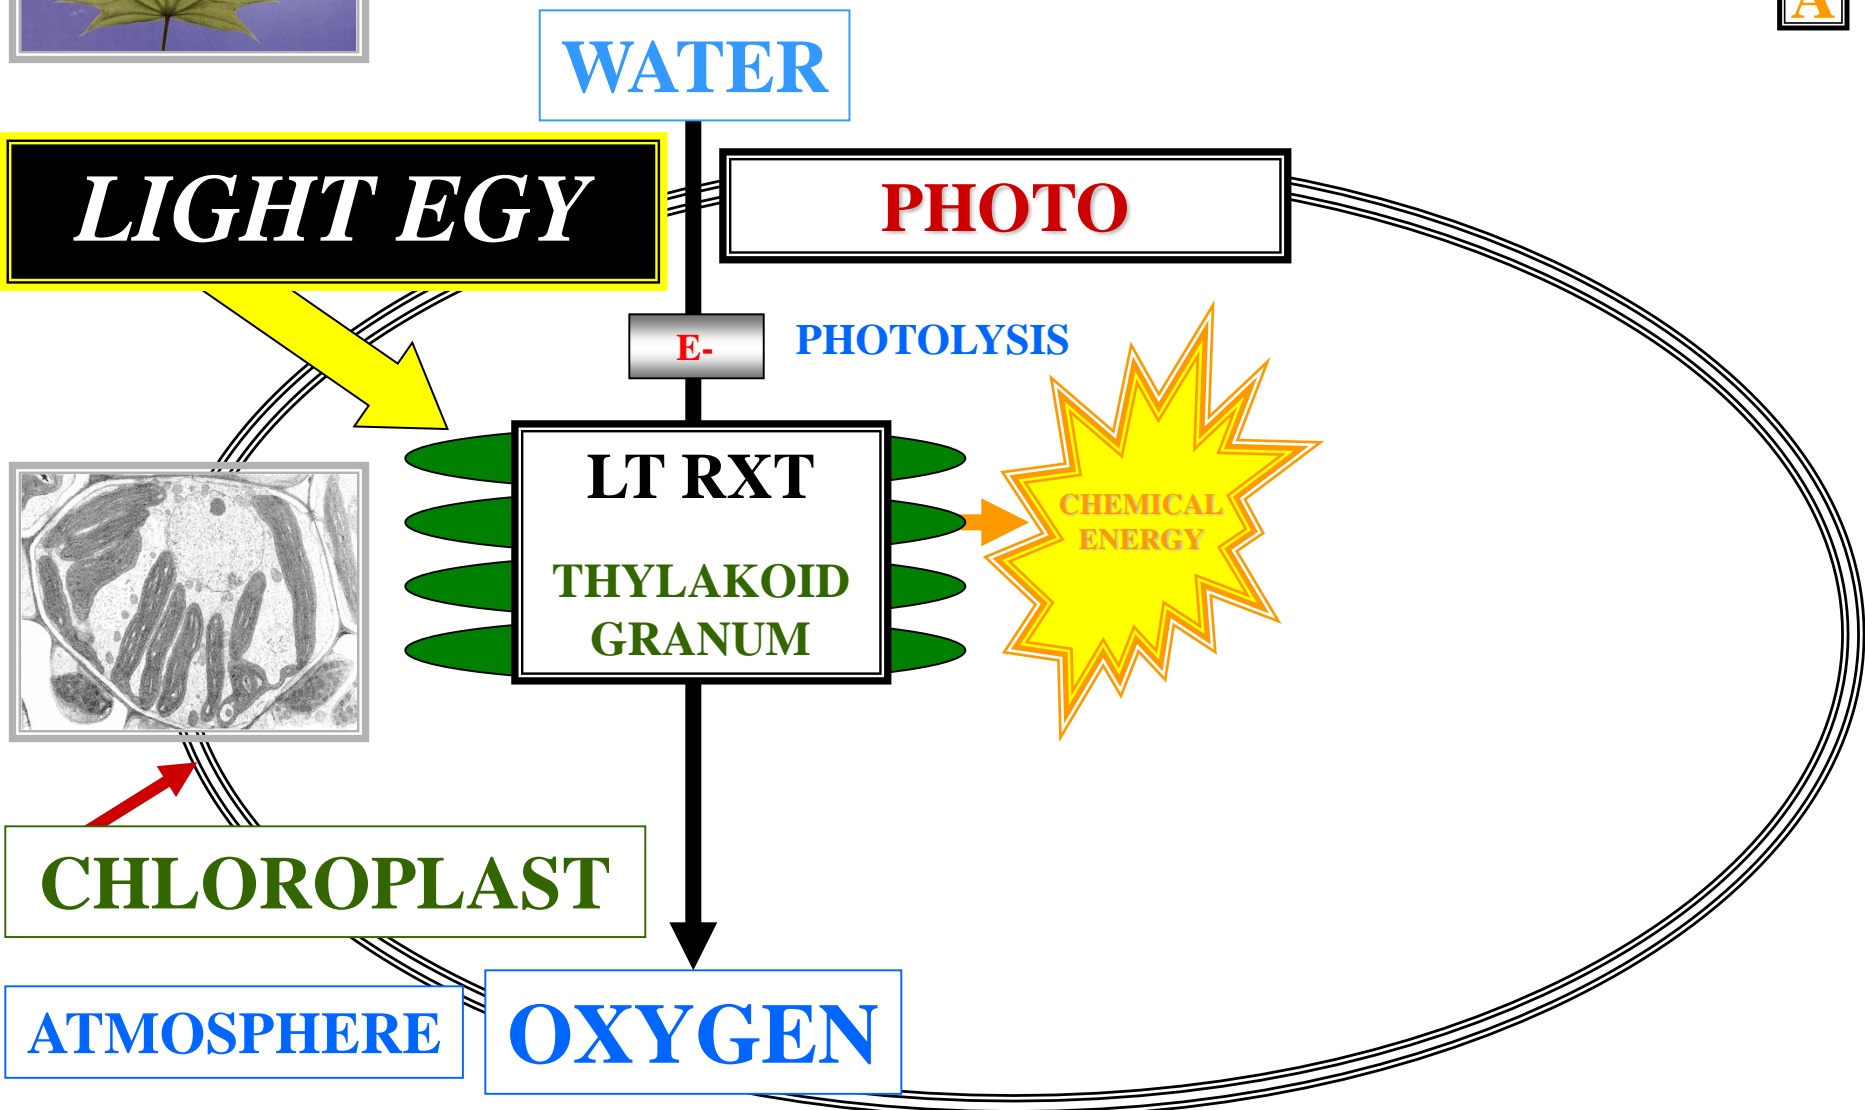 A
WATER
LIGHT EGY
PHOTO
E-
PHOTOLYSIS
LT RXT
THYLAKOID
GRANUM
CHEMICAL
ENERGY
CHLOROPLAST
ATMOSPHERE
OXYGEN